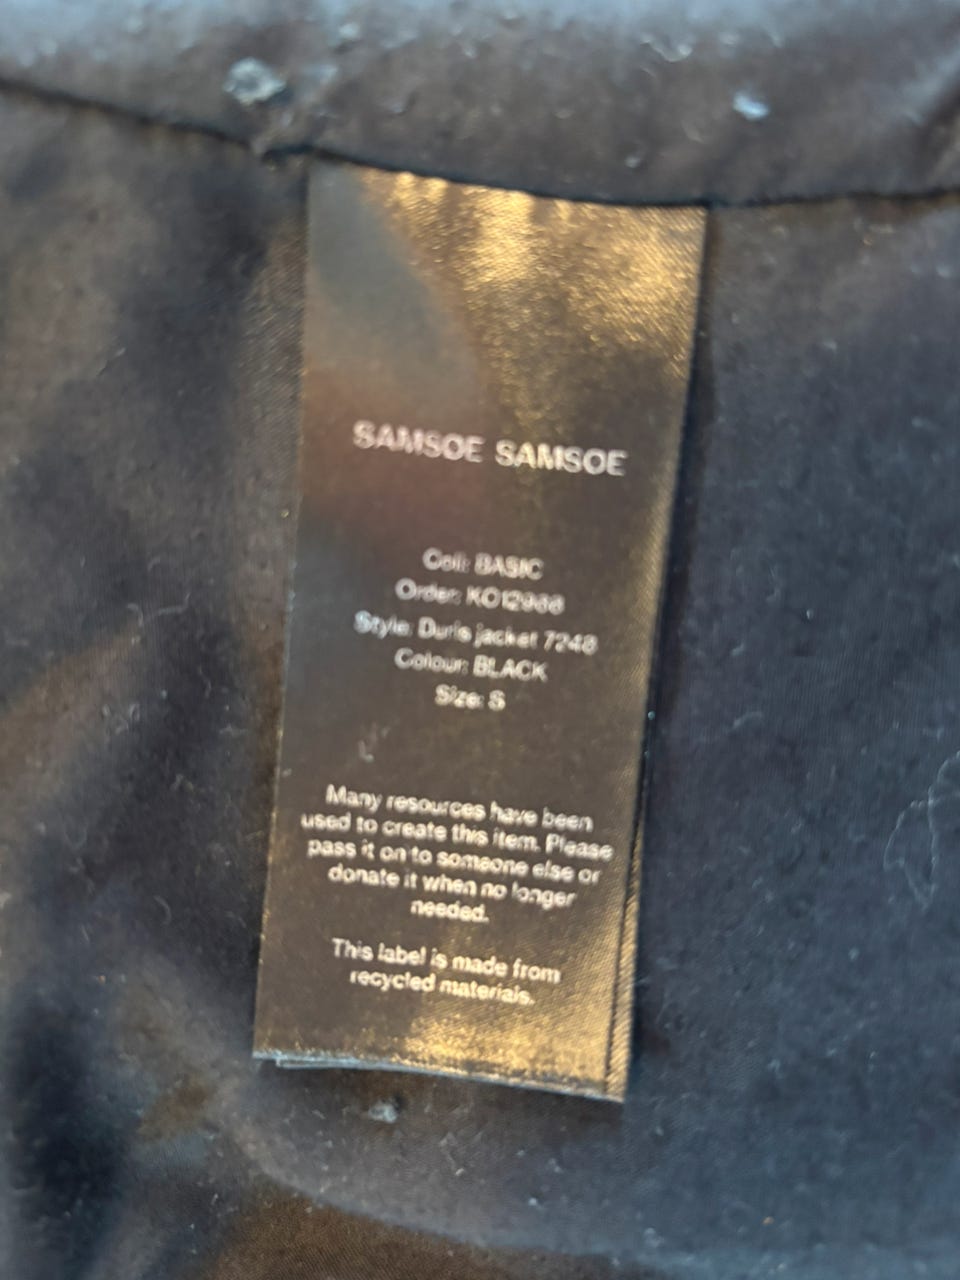 SAMSOE SAMSOE
Coll: BASIC
Order:
Style: Duris jacket 7248
Colour: BLACK
Size: S
Many resources have been
used to create this item. Please
pass it on to someone else or
donate it when no longer
needed.
This label is made from
recycled materials.